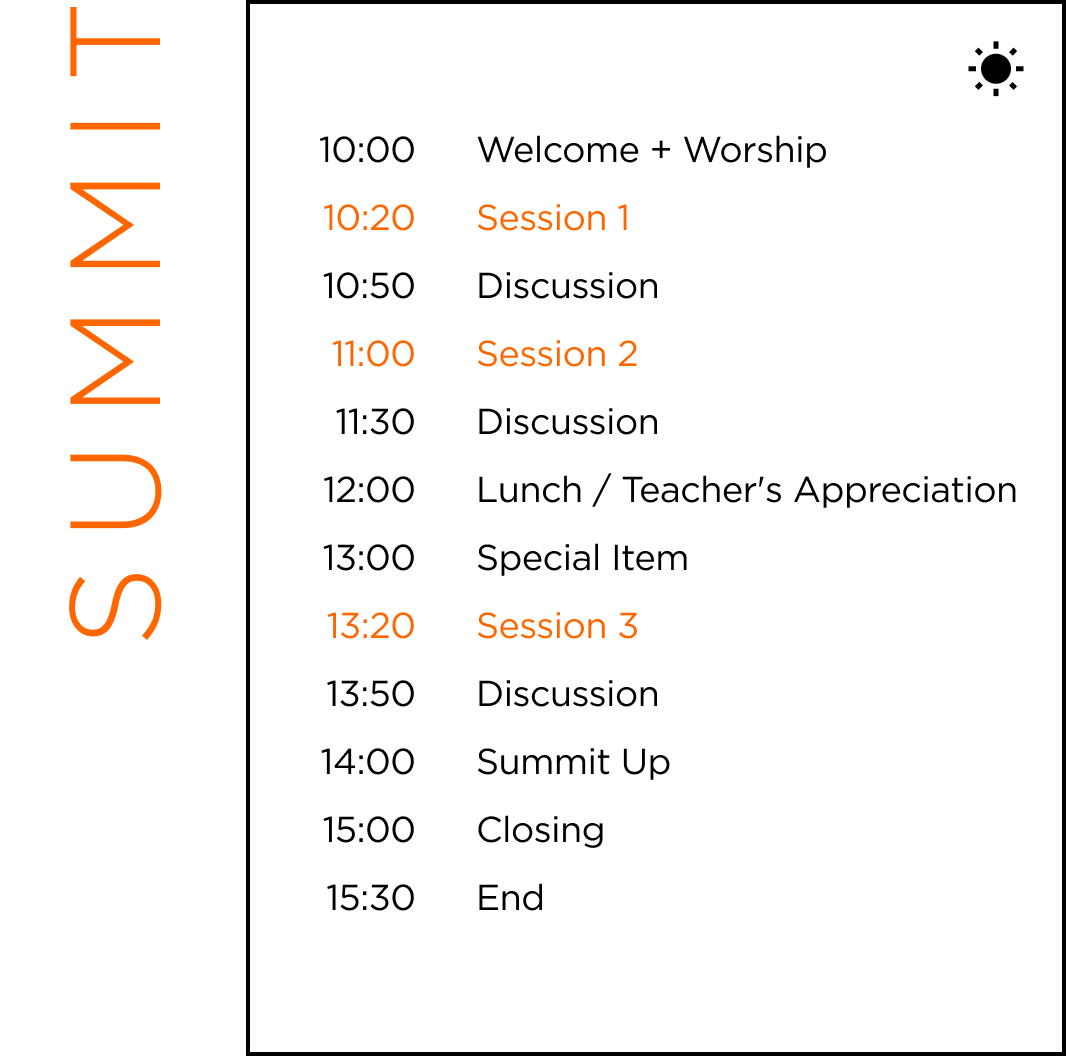 SUMMIT
10:00 Welcome + Worship
10:20 Session 1
10:50 Discussion
11:00 Session 2
11:30 Discussion
12:00 Lunch / Teacher's Appreciation
13:00 Special Item
13:20 Session 3
13:50 Discussion
14:00 Summit Up
15:00 Closing
15:30 End